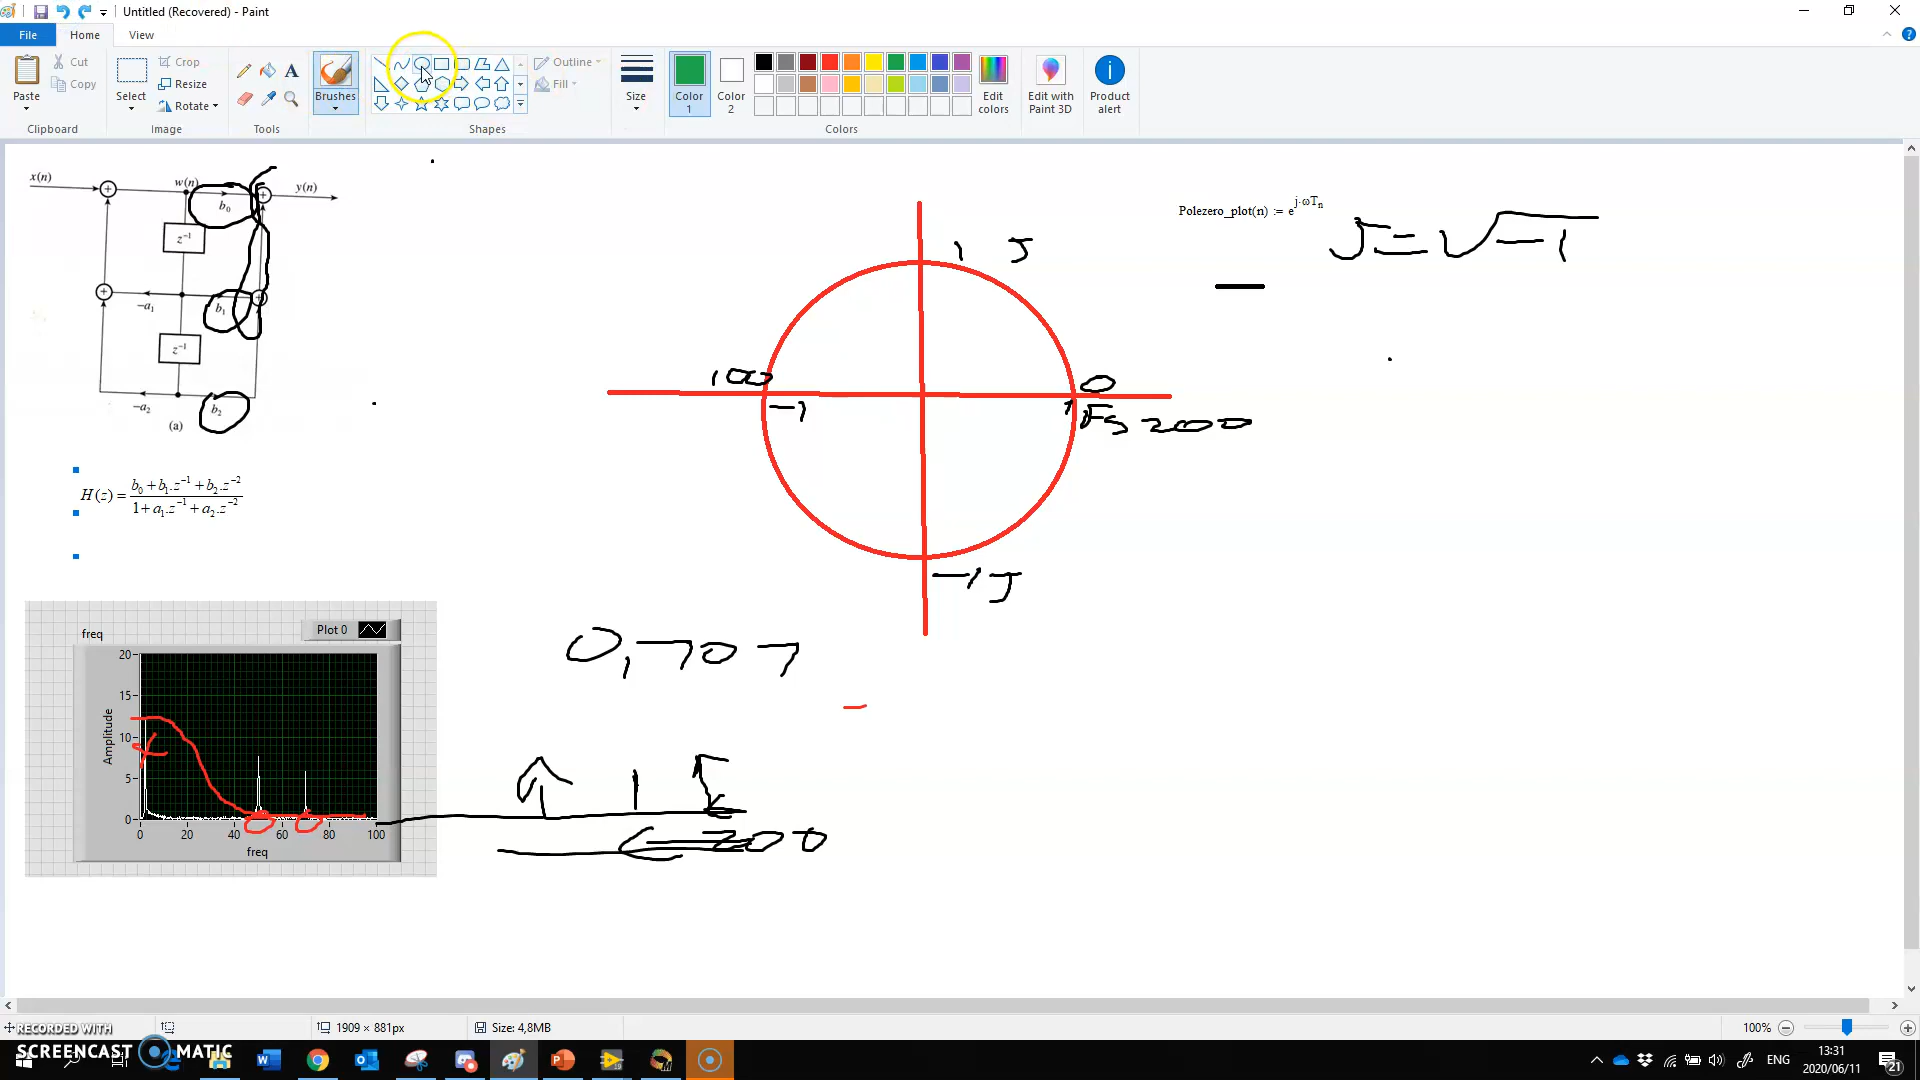 Untitled (Recovered) - Paint
File
Home
View
Paste
Cut
Copy
Clipboard
Select
Crop
Resize
Rotate
Image
A
Tools
Brushes
Shapes
Outline
Fill
Size
Color 1
Color 2
Colors
Edit colors
Edit with Paint 3D
Product alert
x(n)
w(n)
y(n)
b0
z−1
−a1
b1
z−1
−a2
b2
(a)
H(z) = b0 + b1.z−1 + b2.z−2
1 + a1.z−1 + a2.z−2
1 J
100
−1
0
1
Fs 200
−1J
Polezero_plot(n) := e^j·ωTn
J = √−1
0,707
200
Plot 0
freq
Amplitude
20
15
10
5
0
0 20 40 60 80 100
freq
1909 × 881px
Size: 4,8MB
100%
RECORDED WITH
SCREENCAST MATIC
ENG
13:31
2020/06/11
21